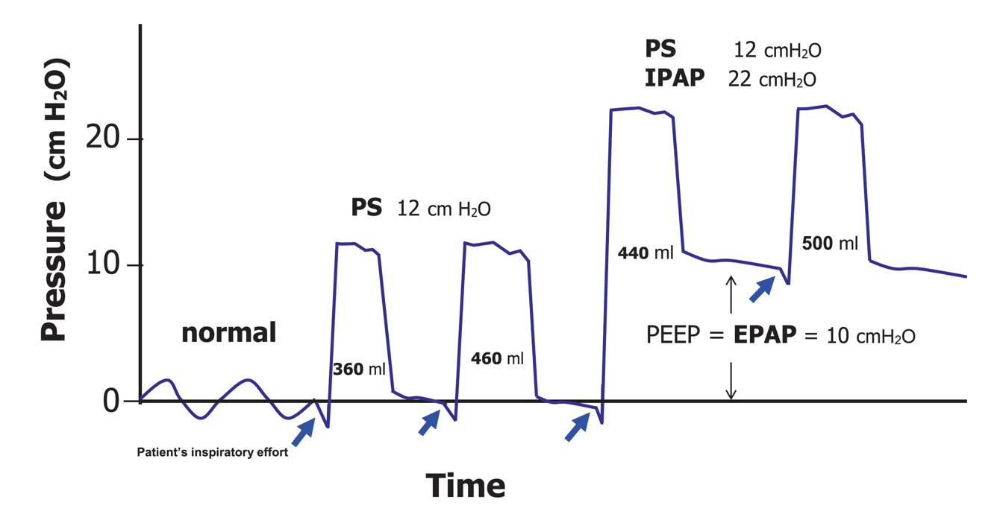 PS 12 cmH₂O
IPAP 22 cmH₂O
Pressure (cm H₂O)
20
PS 12 cm H₂O
10
440 ml
500 ml
normal
PEEP = EPAP = 10 cmH₂O
360 ml
460 ml
0
Patient's inspiratory effort
Time